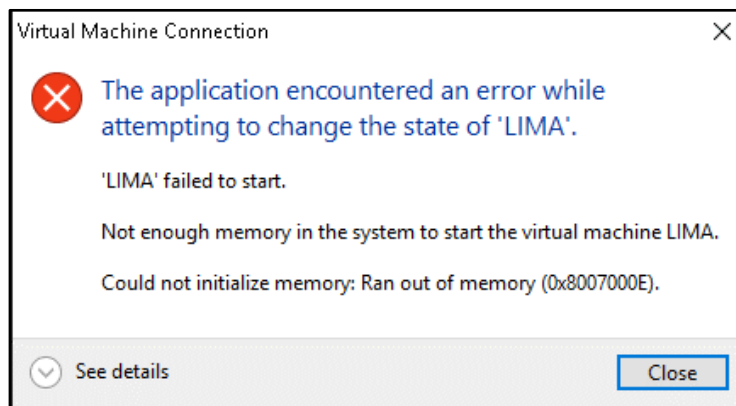 Virtual Machine Connection
The application encountered an error while
attempting to change the state of 'LIMA'.
'LIMA' failed to start.
Not enough memory in the system to start the virtual machine LIMA.
Could not initialize memory: Ran out of memory (0x8007000E).
See details
Close